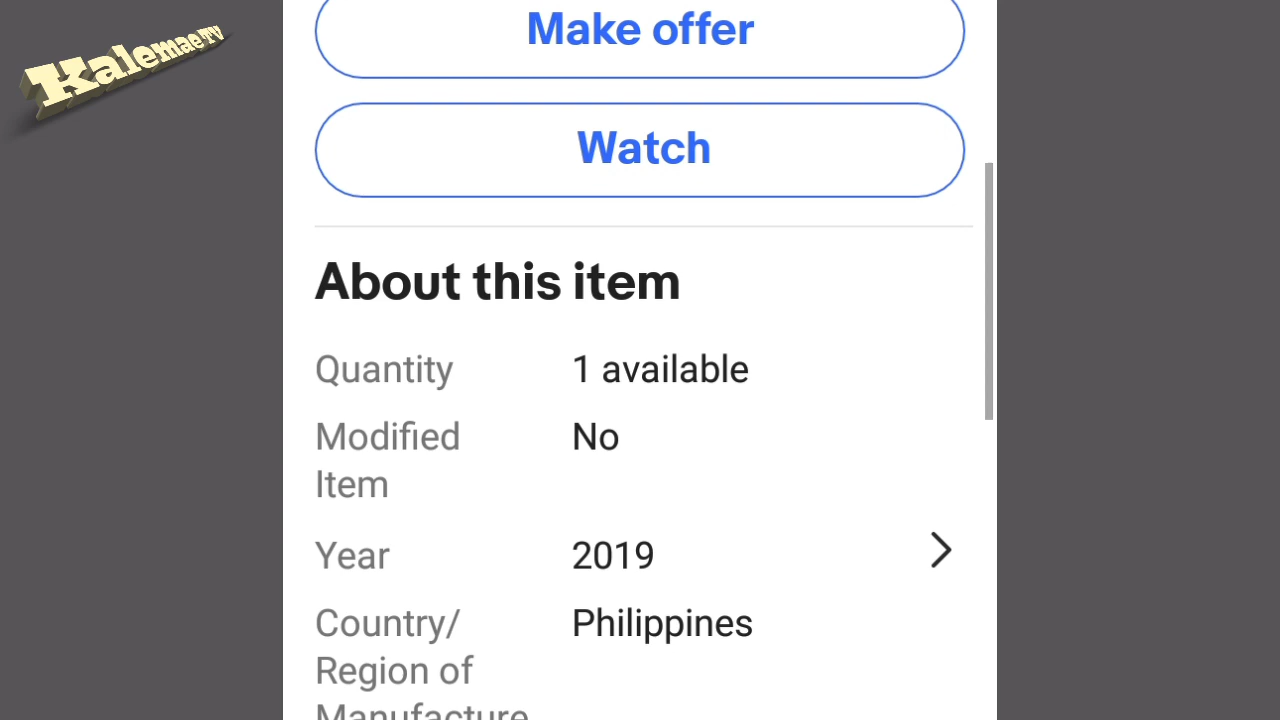 KalemaeTV
Make offer
Watch
About this item
Quantity 1 available
Modified No
Item
Year 2019
Country/ Philippines
Region of
Manufacture